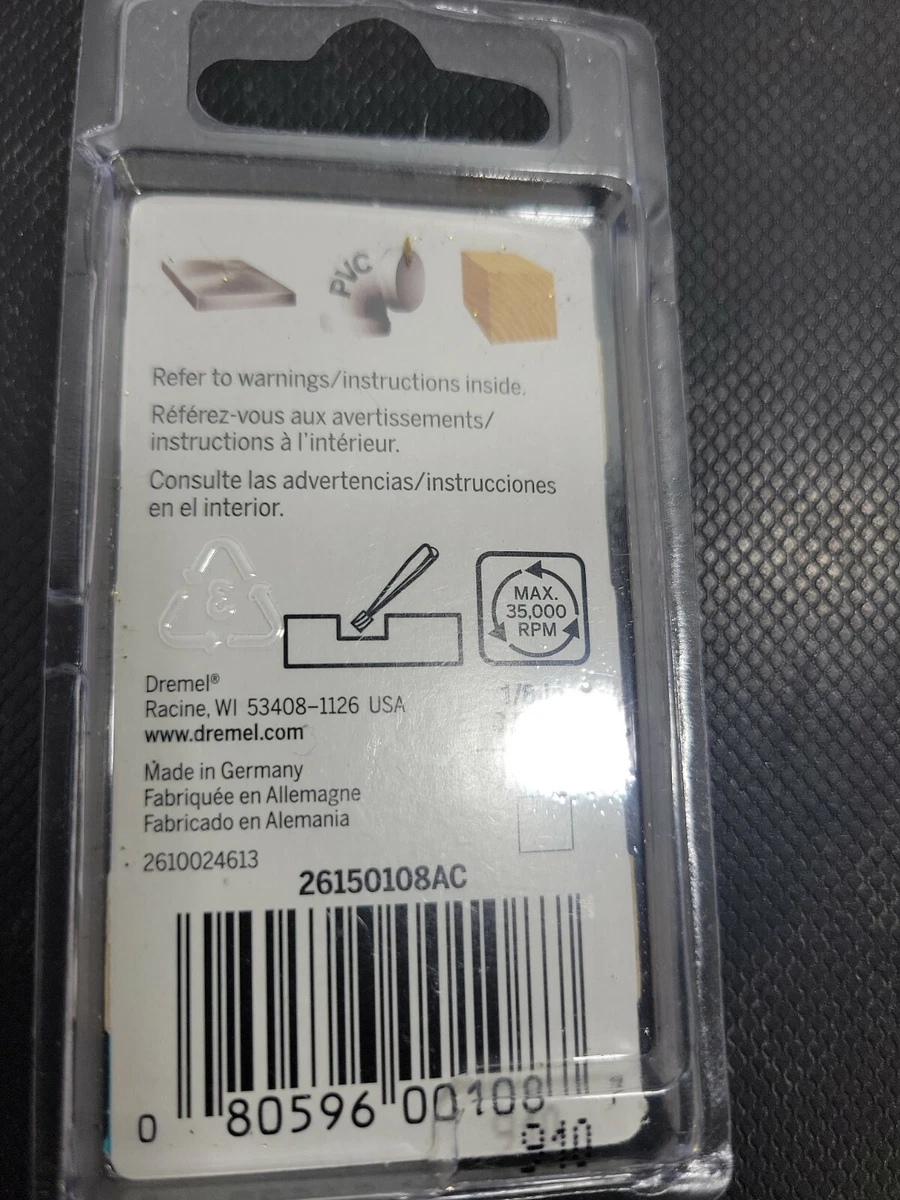 PVC
Refer to warnings/instructions inside.
Référez-vous aux avertissements/
instructions à l'intérieur.
Consulte las advertencias/instrucciones
en el interior.
3
MAX.
35,000
RPM
Dremel®
Racine, WI 53408-1126 USA
www.dremel.com
Made in Germany
Fabriquée en Allemagne
Fabricado en Alemania
2610024613
26150108AC
0 80596 00108 7
910